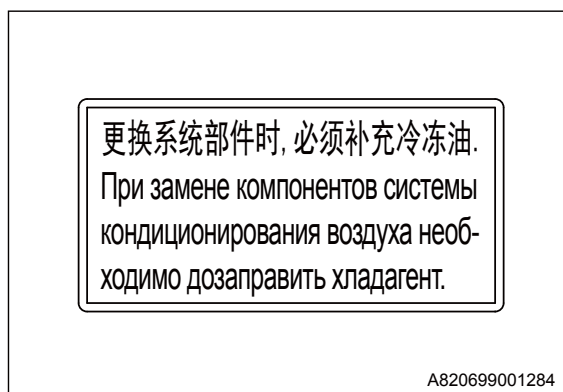 更换系统部件时, 必须补充冷冻油.
При замене компонентов системы
кондиционирования воздуха необ-
ходимо дозаправить хладагент.
A820699001284